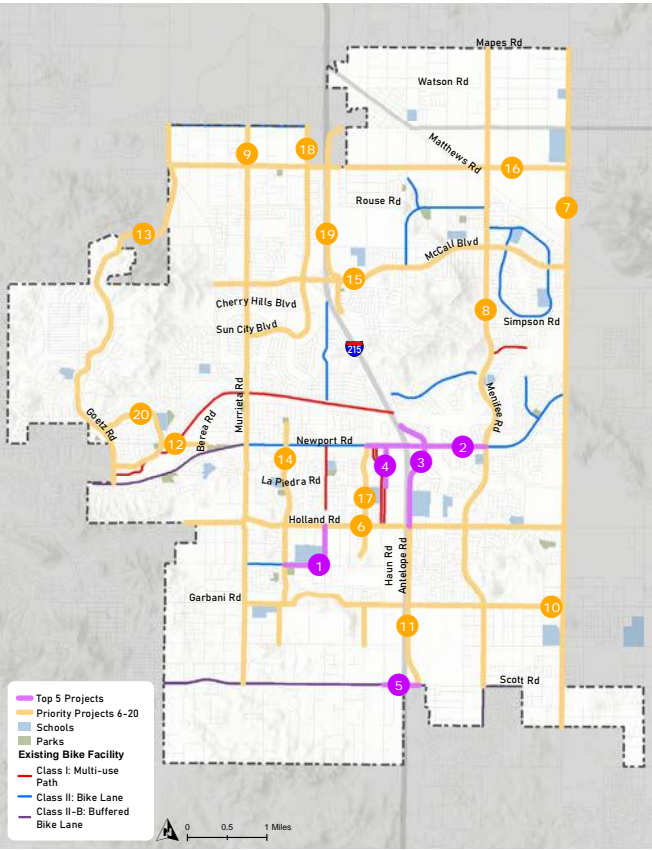 Mapes Rd
Watson Rd
Matthews Rd
18
9
16
Rouse Rd
7
13
19
McCall Blvd
15
Cherry Hills Blvd
8
Simpson Rd
Sun City Blvd
215
Murrieta Rd
Menifee Rd
20
Goetz Rd
Berea Rd
12
Newport Rd
2
14
4
3
La Piedra Rd
17
Holland Rd
6
Haun Rd
Antelope Rd
1
Garbani Rd
10
11
Scott Rd
5
Top 5 Projects
Priority Projects 6-20
Schools
Parks
Existing Bike Facility
Class I: Multi-use
Path
Class II: Bike Lane
Class II-B: Buffered
Bike Lane
N
0 0.5 1 Miles